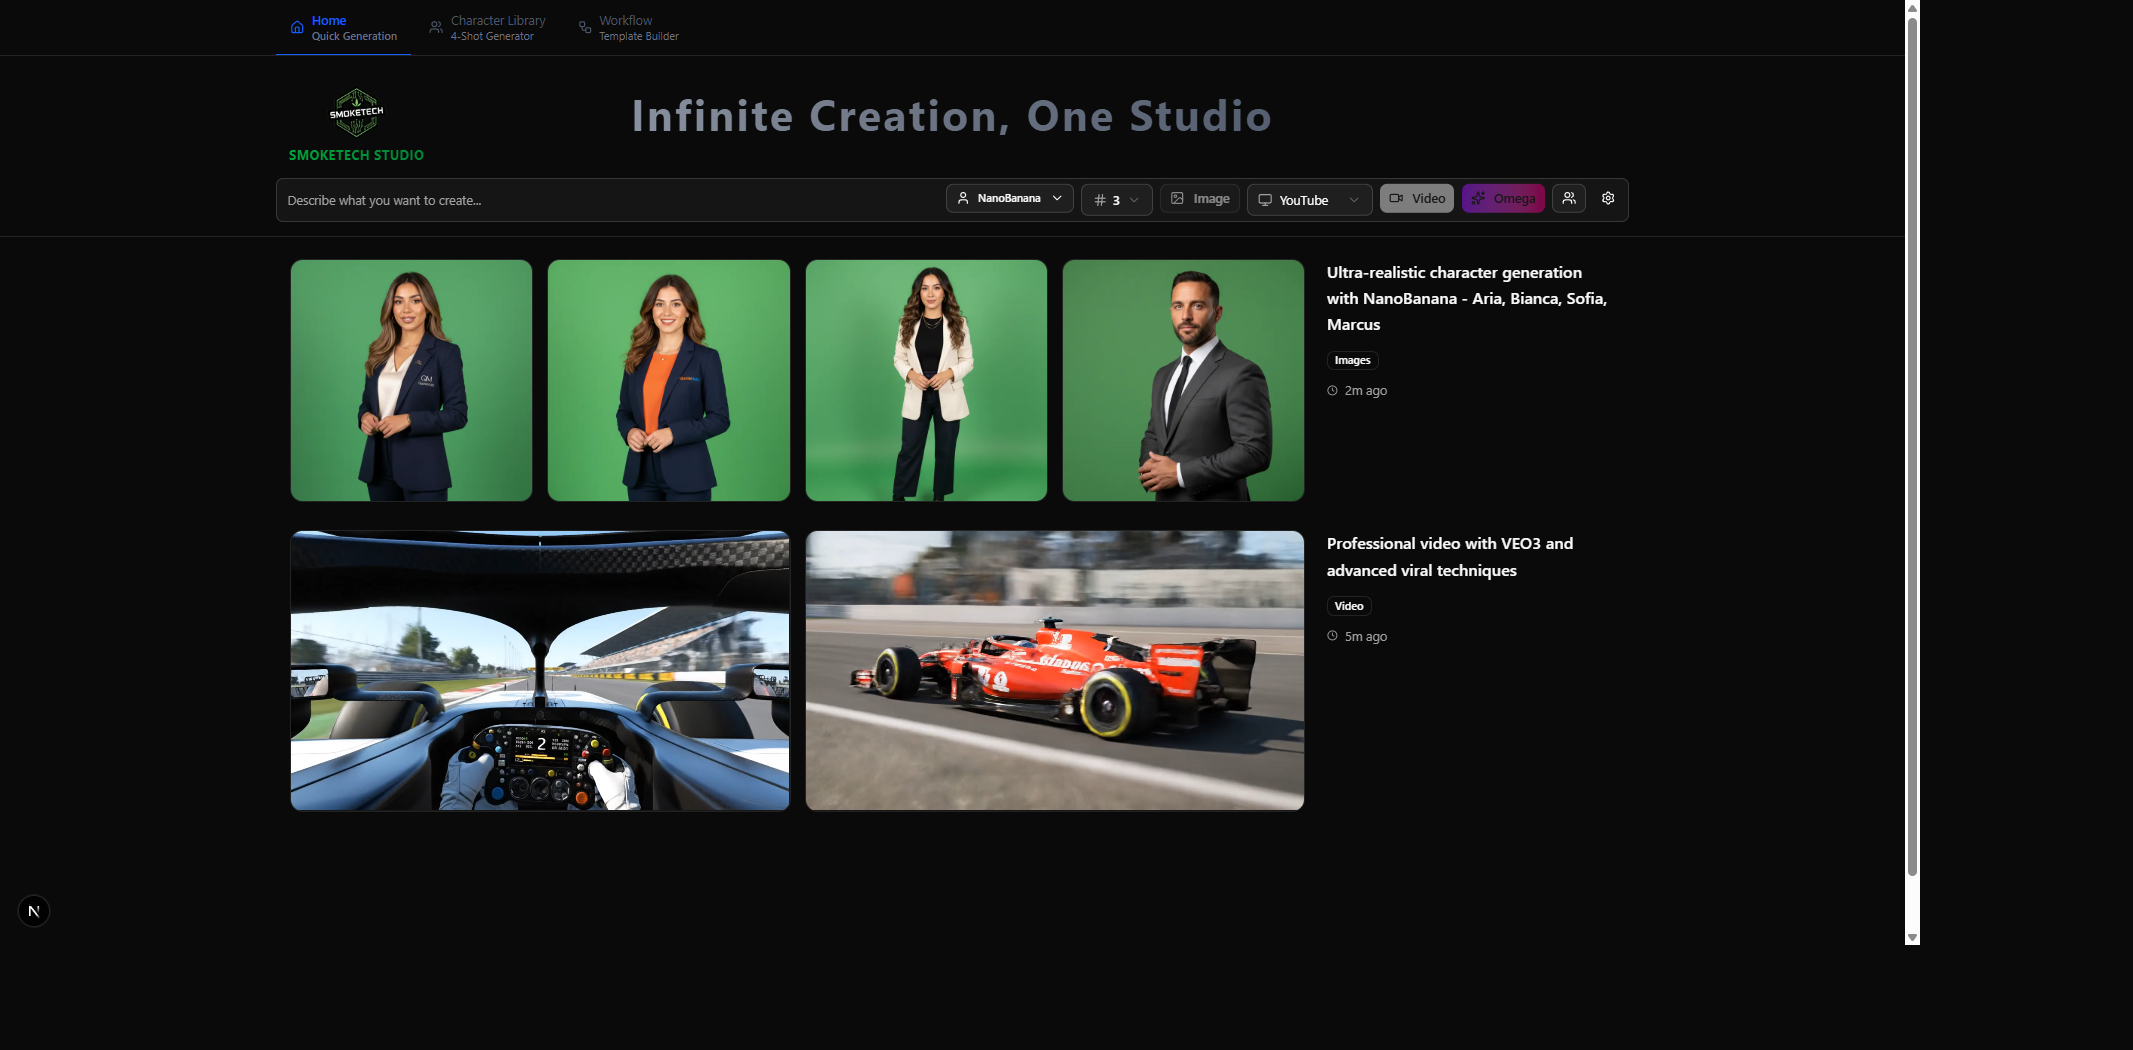 Home
Quick Generation
Character Library
4-Shot Generator
Workflow
Template Builder
SMOKETECH
SMOKETECH STUDIO
Infinite Creation, One Studio
Describe what you want to create...
NanoBanana
3
Image
YouTube
Video
Omega
Ultra-realistic character generation
with NanoBanana - Aria, Bianca, Sofia,
Marcus
Images
2m ago
2
Professional video with VEO3 and
advanced viral techniques
Video
5m ago
N